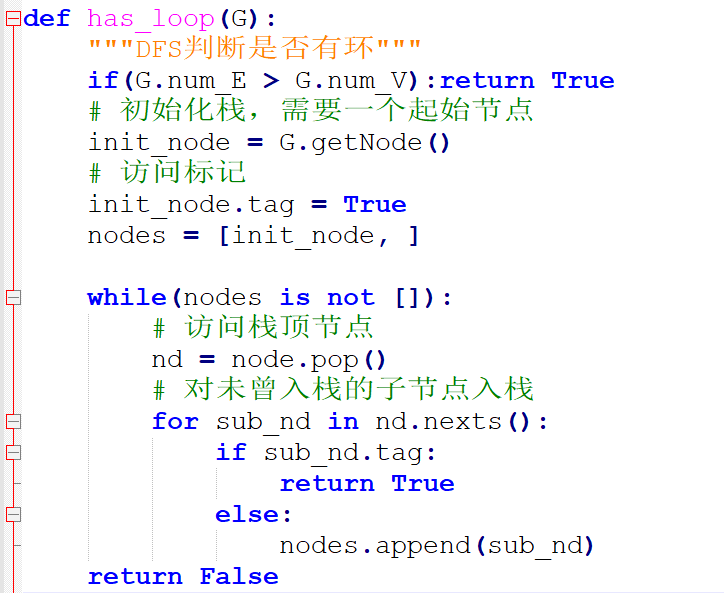 def has_loop(G):
    """DFS判断是否有环"""
    if(G.num_E > G.num_V):return True
    # 初始化栈，需要一个起始节点
    init_node = G.getNode()
    # 访问标记
    init_node.tag = True
    nodes = [init_node, ]

    while(nodes is not []):
        # 访问栈顶节点
        nd = node.pop()
        # 对未曾入栈的子节点入栈
        for sub_nd in nd.nexts():
            if sub_nd.tag:
                return True
            else:
                nodes.append(sub_nd)
    return False